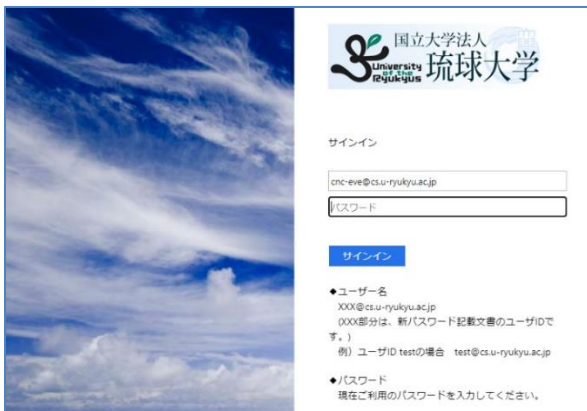 国立大学法人
University of the Ryukyus
琉球大学
サインイン
cnc-eve@cs.u-ryukyu.ac.jp
パスワード
サインイン
◆ユーザー名
XXX@cs.u-ryukyu.ac.jp
(XXX部分は、新パスワード記載文書のユーザIDで
す。)
例）ユーザID testの場合　test@cs.u-ryukyu.ac.jp
◆パスワード
現在ご利用のパスワードを入力してください。